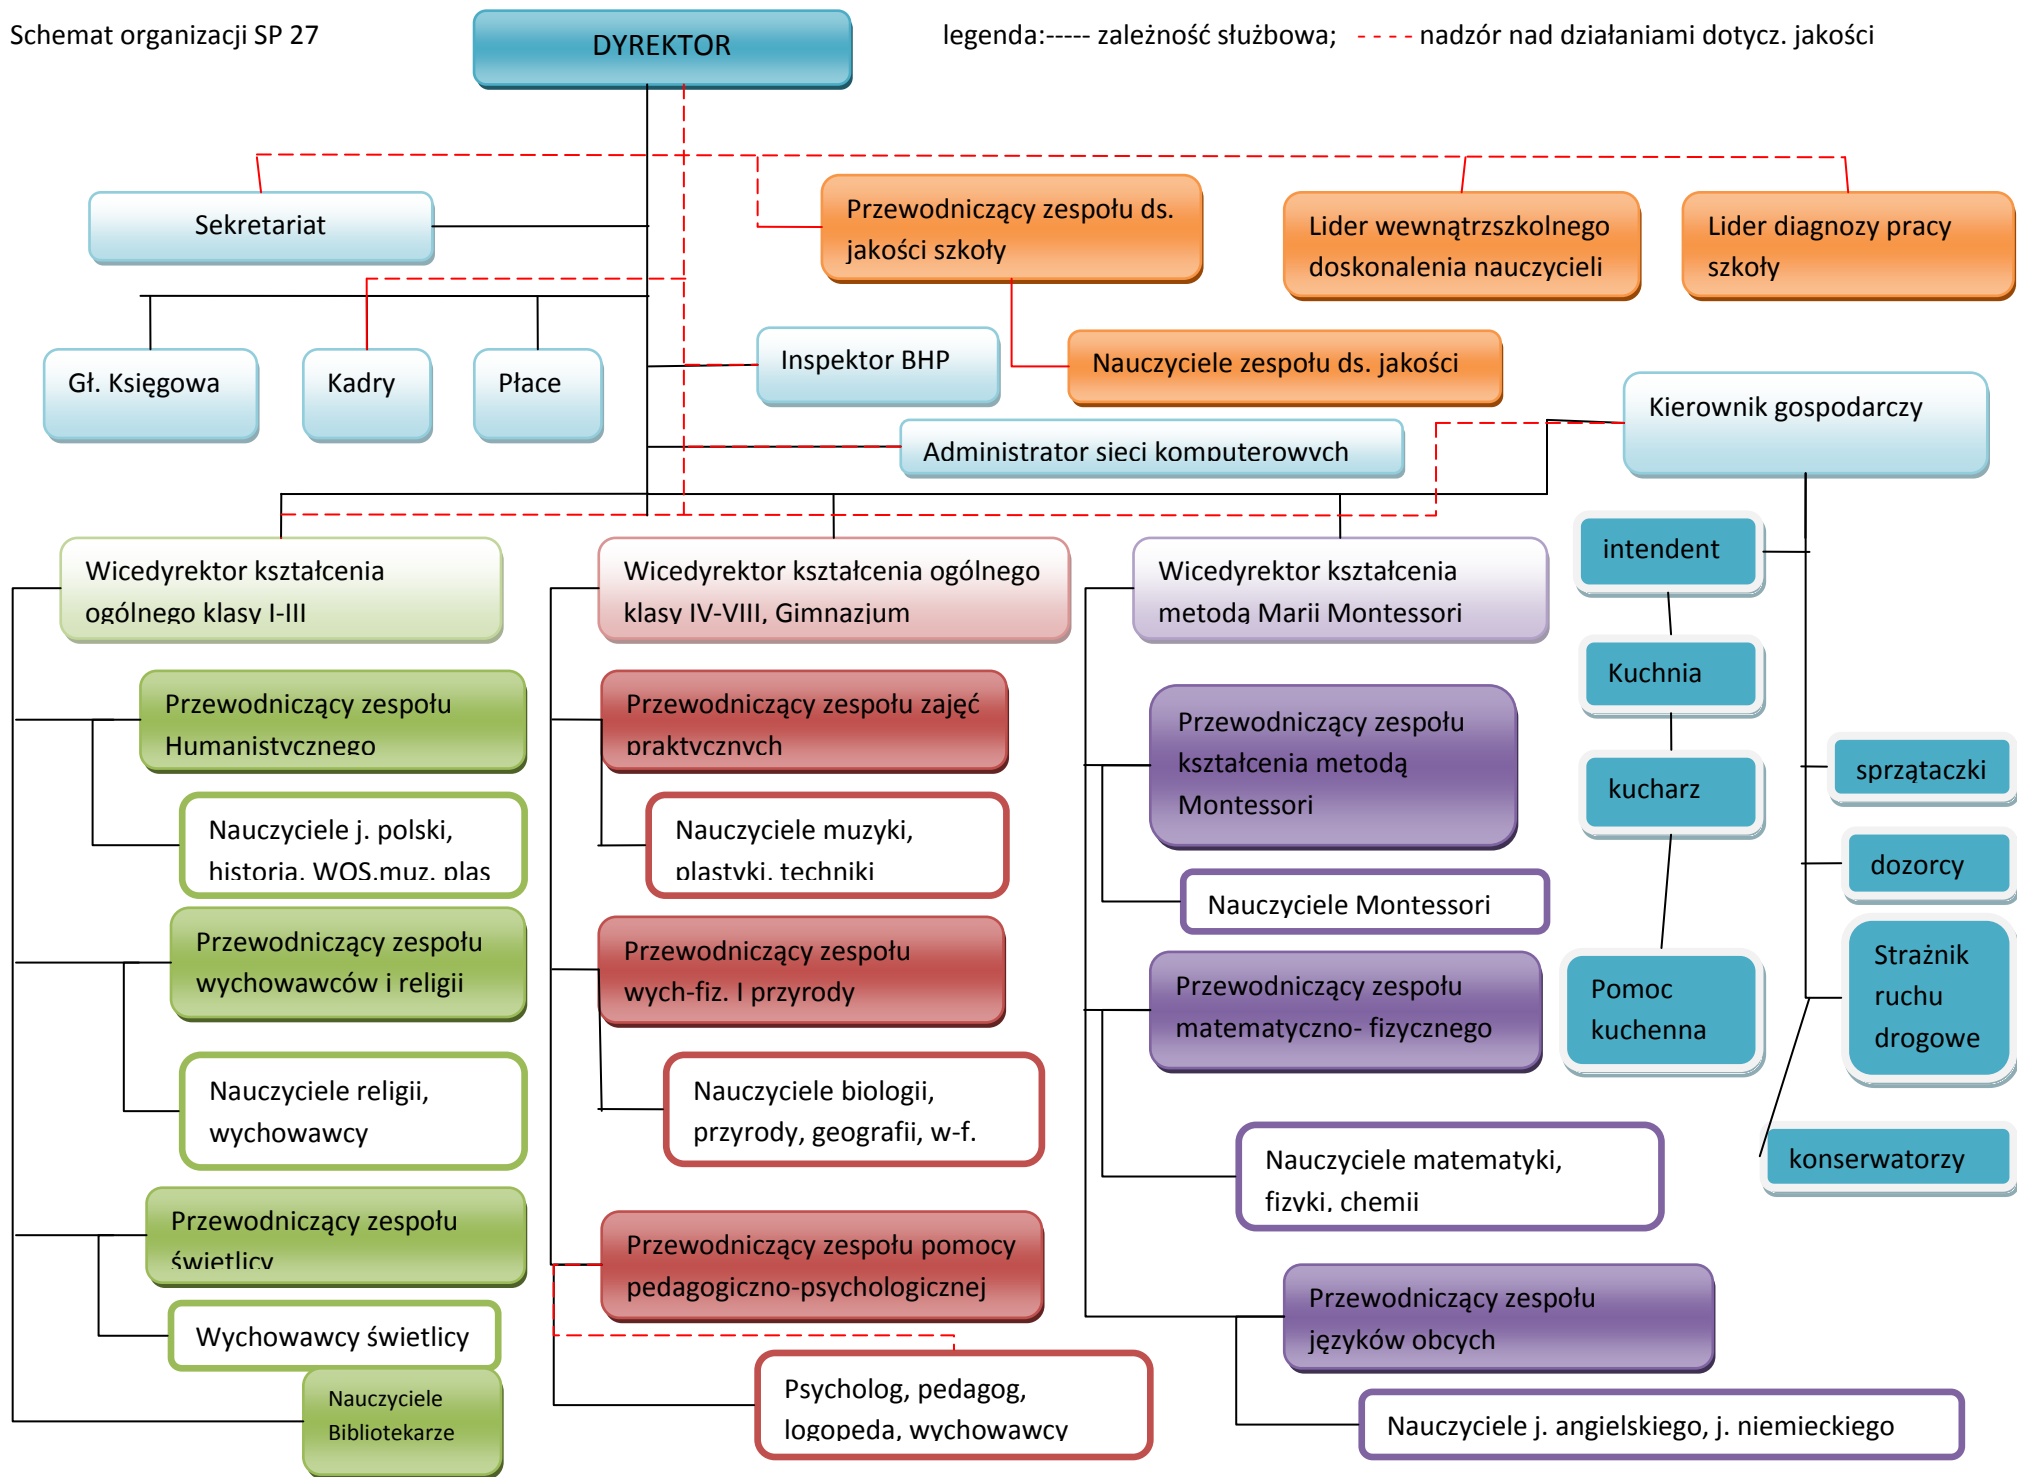 Schemat organizacji SP 27
DYREKTOR
legenda:----- zależność służbowa; - - - - nadzór nad działaniami dotycz. jakości
Sekretariat
Przewodniczący zespołu ds.
jakości szkoły
Lider wewnątrzszkolnego
doskonalenia nauczycieli
Lider diagnozy pracy
szkoły
Gł. Księgowa
Kadry
Płace
Inspektor BHP
Nauczyciele zespołu ds. jakości
Kierownik gospodarczy
Administrator sieci komputerowych
Wicedyrektor kształcenia
ogólnego klasy I-III
Wicedyrektor kształcenia ogólnego
klasy IV-VIII, Gimnazjum
Wicedyrektor kształcenia
metodą Marii Montessori
intendent
Kuchnia
kucharz
Pomoc
kuchenna
sprzątaczki
dozorcy
Strażnik
ruchu
drogowe
konserwatorzy
Przewodniczący zespołu
Humanistycznego
Nauczyciele j. polski,
historia, WOS.muz. plas
Przewodniczący zespołu
wychowawców i religii
Nauczyciele religii,
wychowawcy
Przewodniczący zespołu
świetlicy
Wychowawcy świetlicy
Nauczyciele
Bibliotekarze
Przewodniczący zespołu zajęć
praktycznych
Nauczyciele muzyki,
plastyki, techniki
Przewodniczący zespołu
wych-fiz. I przyrody
Nauczyciele biologii,
przyrody, geografii, w-f.
Przewodniczący zespołu pomocy
pedagogiczno-psychologicznej
Psycholog, pedagog,
logopeda, wychowawcy
Przewodniczący zespołu
kształcenia metodą
Montessori
Nauczyciele Montessori
Przewodniczący zespołu
matematyczno- fizycznego
Nauczyciele matematyki,
fizyki, chemii
Przewodniczący zespołu
języków obcych
Nauczyciele j. angielskiego, j. niemieckiego